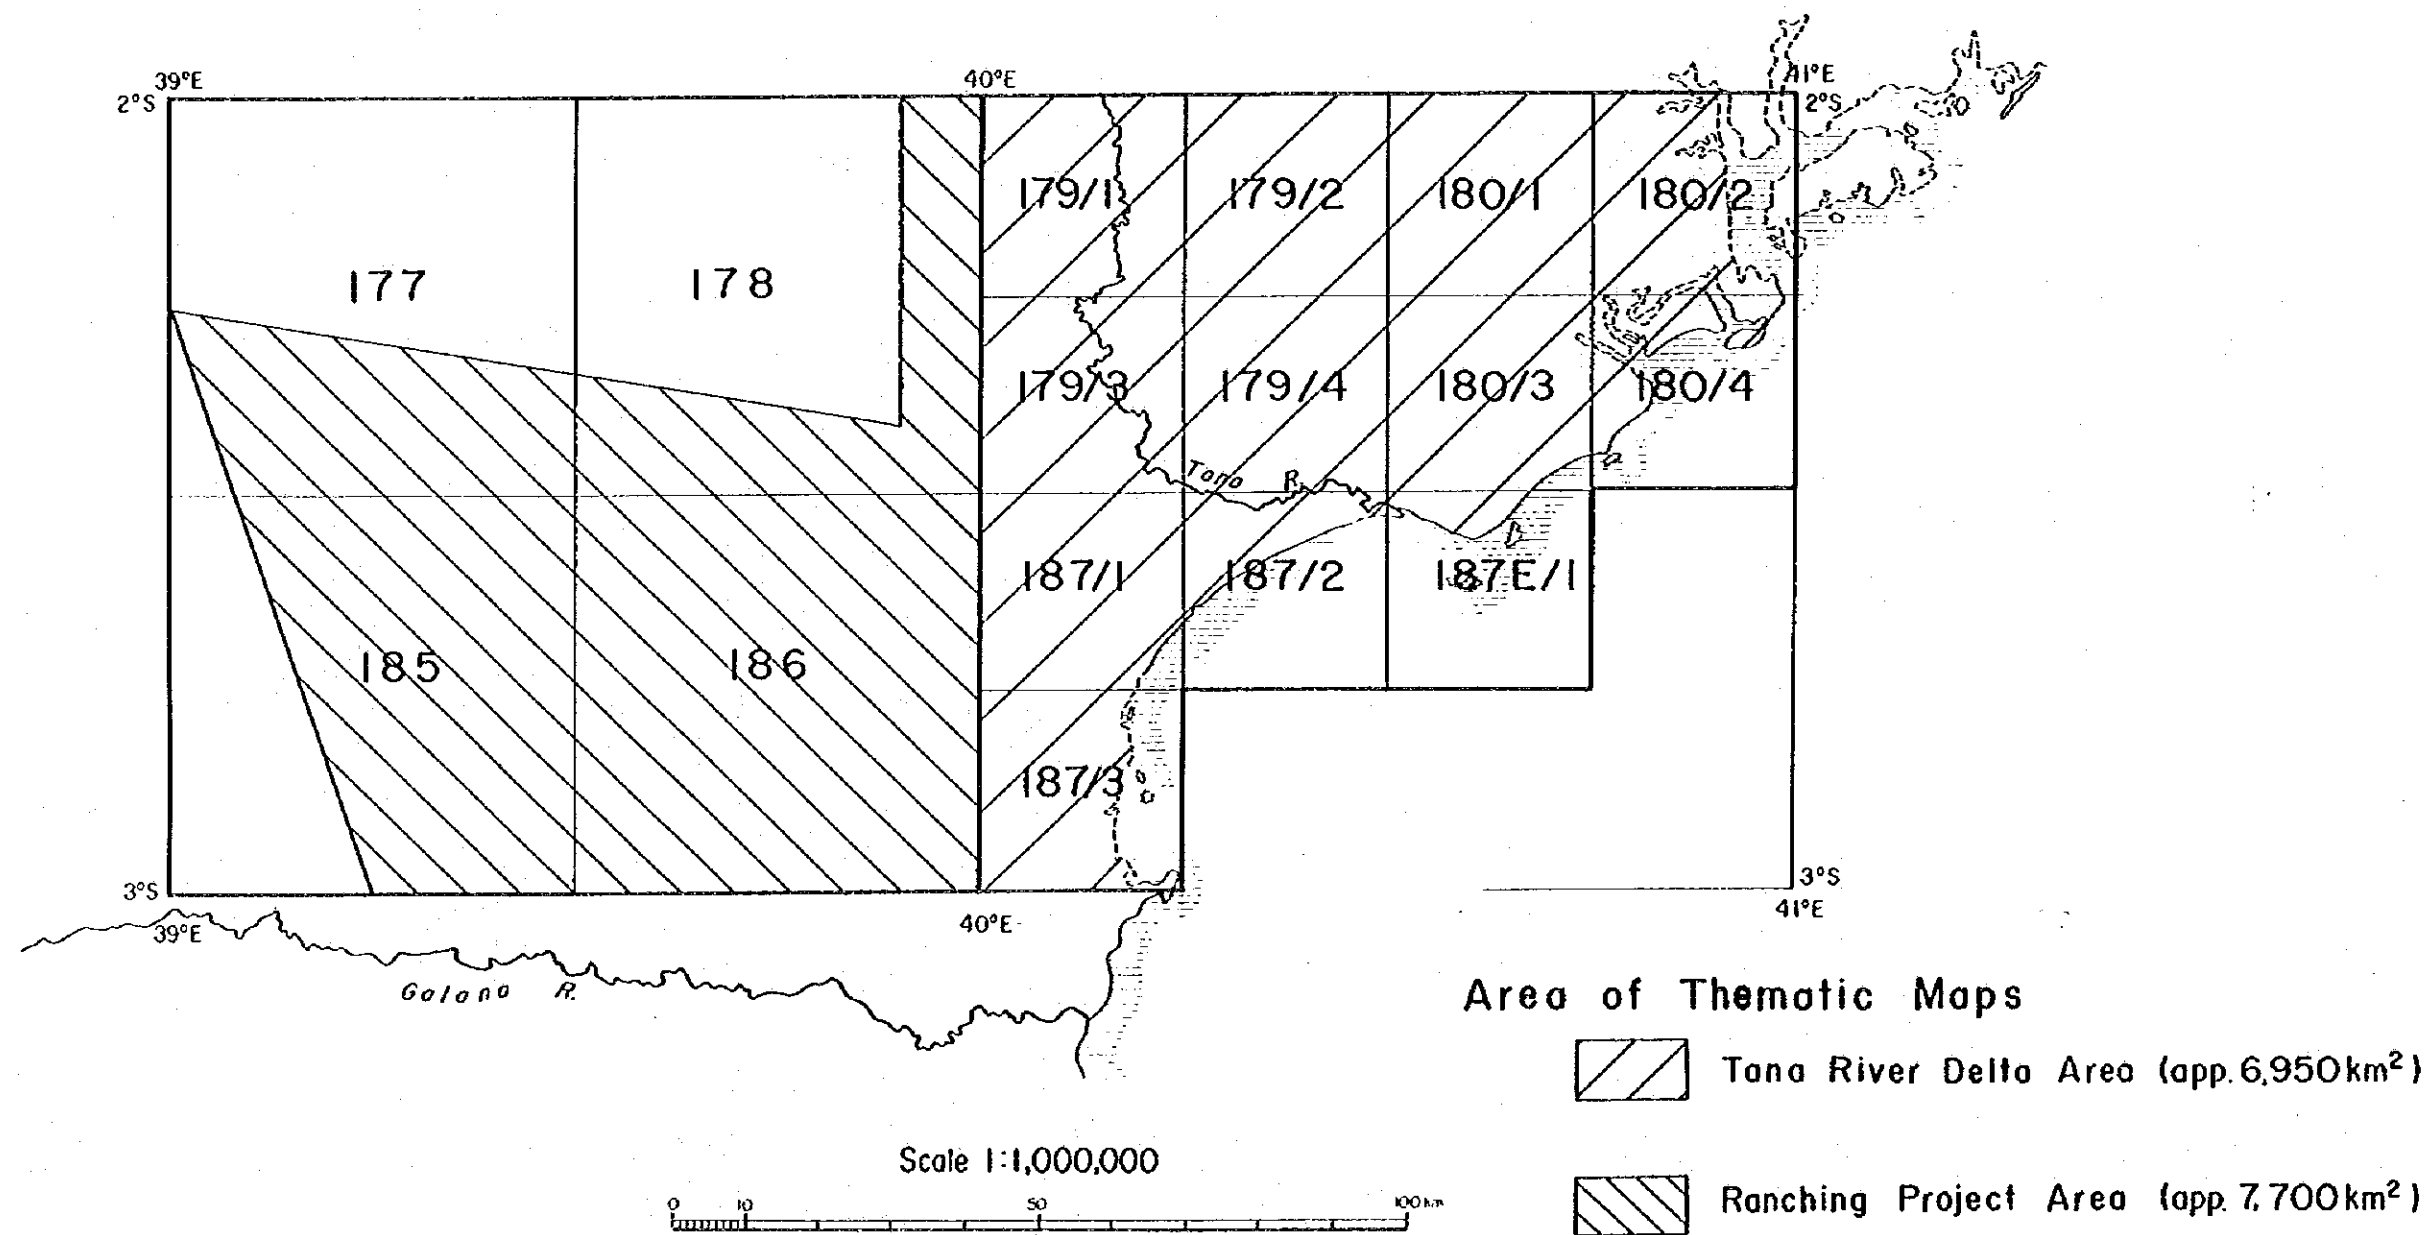 39°E 40°E 41°E
2°S 2°S
179/1 179/2 180/1 180/2
177 178
179/3 179/4 180/3 180/4
Tana R.
187/1 187/2 187E/1
185 186
187/3
3°S 3°S
39°E 40°E 41°E
Galana R.
Area of Thematic Maps
Tana River Delta Area (app. 6,950km²)
Scale 1:1,000,000
0 10 50 100km
Ranching Project Area (app. 7,700km²)